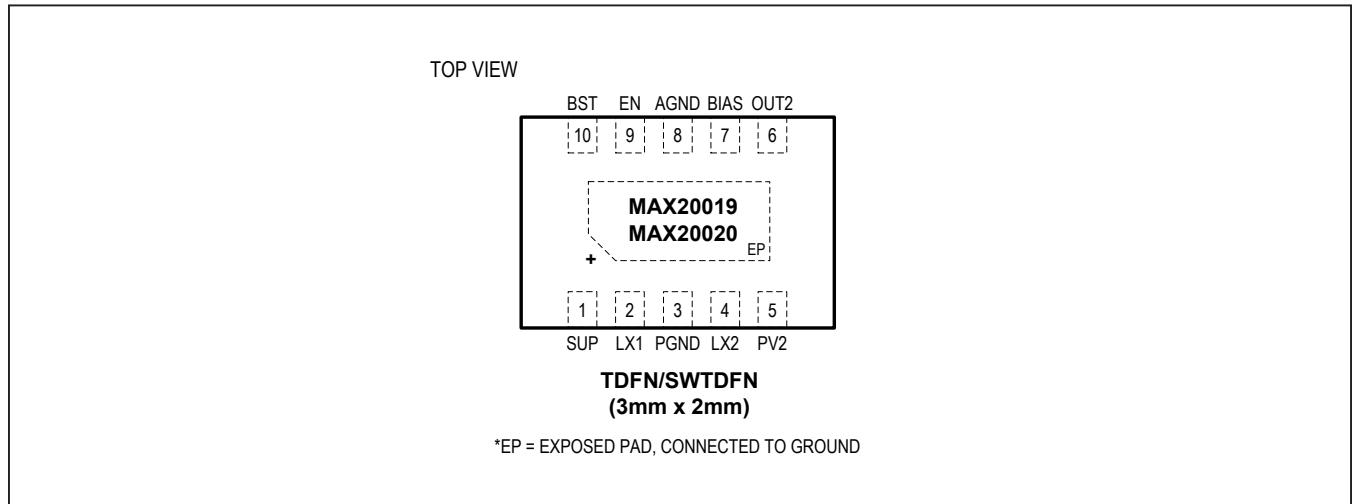 TOP VIEW
BST EN AGND BIAS OUT2
10 9 8 7 6
MAX20019
MAX20020
EP
+
1 2 3 4 5
SUP LX1 PGND LX2 PV2
TDFN/SWTDFN
(3mm x 2mm)
*EP = EXPOSED PAD, CONNECTED TO GROUND